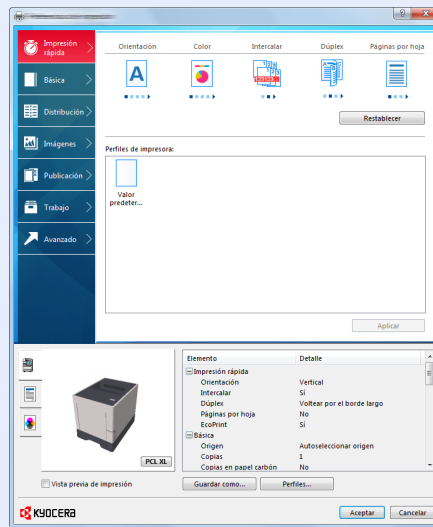 Impresión
rápida
Básica
Distribución
Imágenes
Publicación
Trabajo
Avanzado
Orientación Color Intercalar Dúplex Páginas por hoja
A
123123
Restablecer
Perfiles de impresora:
Valor
predeter...
Aplicar
PCL XL
Vista previa de impresión
Elemento Detalle
Impresión rápida
Orientación Vertical
Intercalar Sí
Dúplex Voltear por el borde largo
Páginas por hoja No
EcoPrint Sí
Básica
Origen Autoseleccionar origen
Copias 1
Copias en papel carbón No
Guardar como... Perfiles...
KYOCERA
Aceptar Cancelar